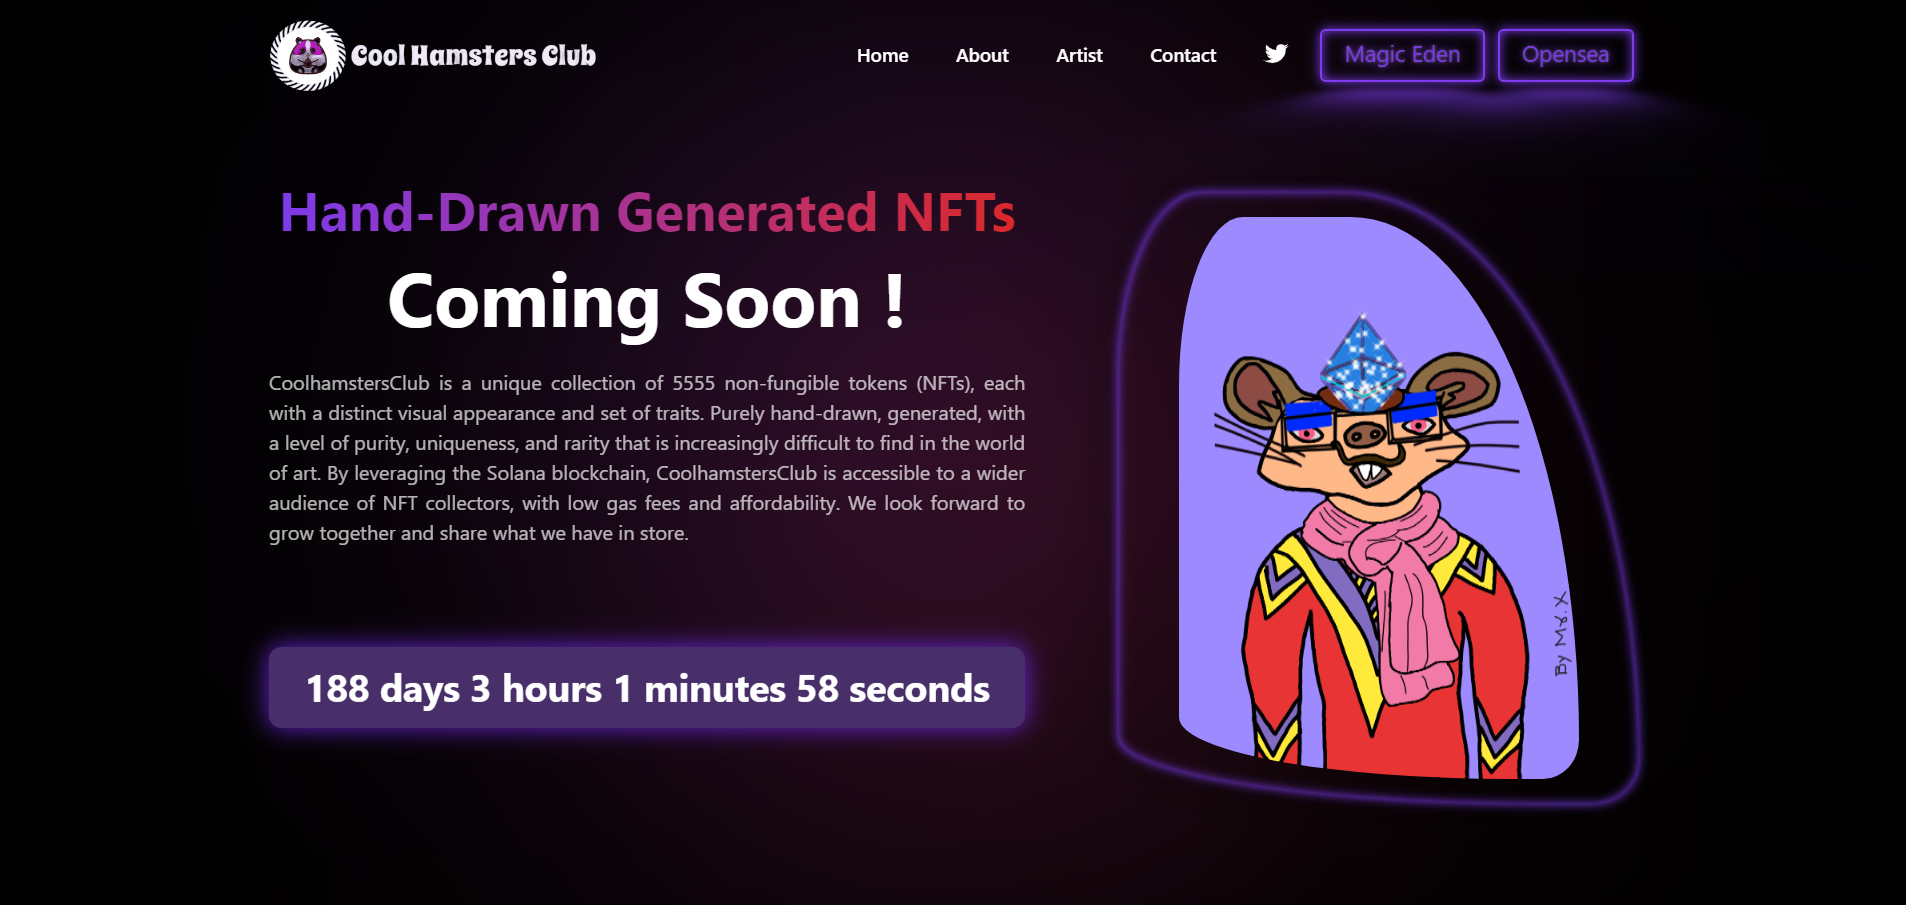 Cool Hamsters Club
Home About Artist Contact Magic Eden Opensea
Hand-Drawn Generated NFTs
Coming Soon !
CoolhamstersClub is a unique collection of 5555 non-fungible tokens (NFTs), each
with a distinct visual appearance and set of traits. Purely hand-drawn, generated, with
a level of purity, uniqueness, and rarity that is increasingly difficult to find in the world
of art. By leveraging the Solana blockchain, CoolhamstersClub is accessible to a wider
audience of NFT collectors, with low gas fees and affordability. We look forward to
grow together and share what we have in store.
188 days 3 hours 1 minutes 58 seconds
By Mr. X